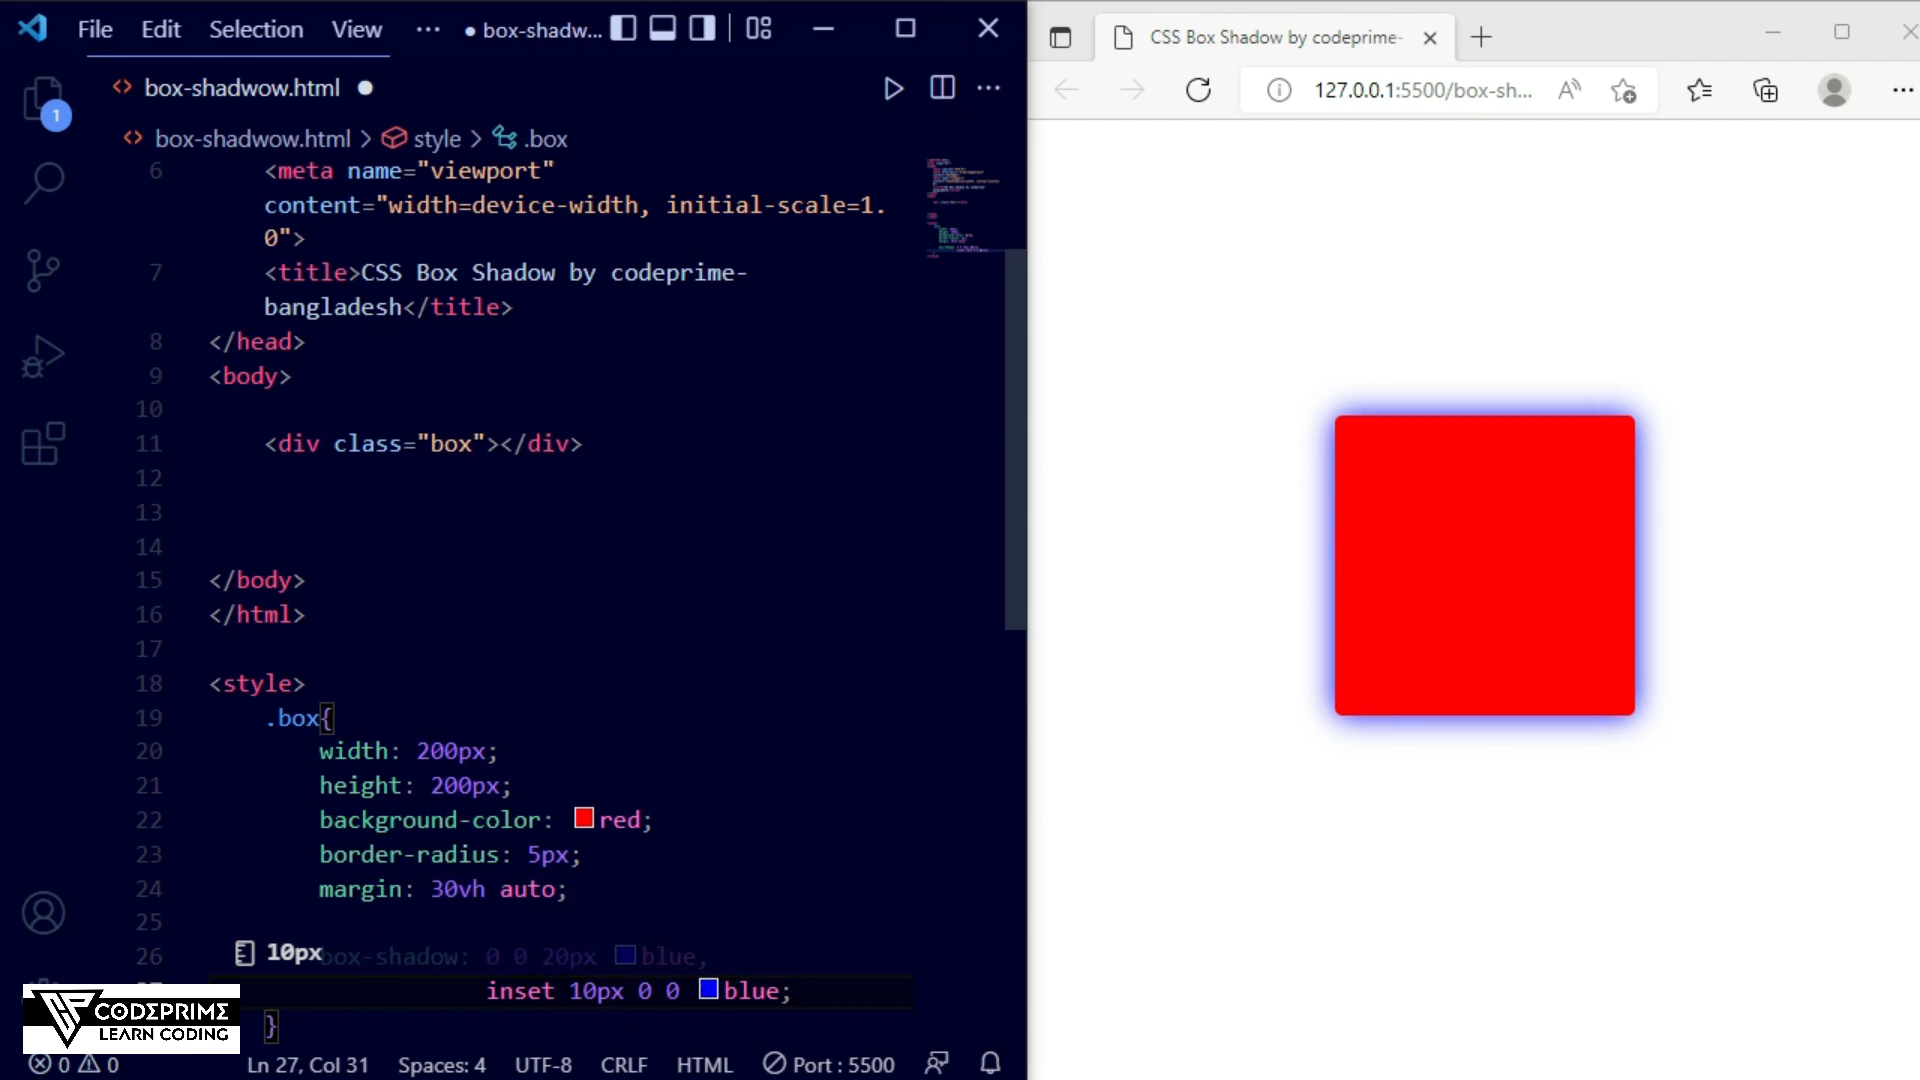 File Edit Selection View ··· ● box-shadw...
box-shadwow.html ●
box-shadwow.html > style > .box
6 <meta name="viewport"
content="width=device-width, initial-scale=1.
0">
7 <title>CSS Box Shadow by codeprime-
bangladesh</title>
8 </head>
9 <body>
10
11 <div class="box"></div>
12
13
14
15 </body>
16 </html>
17
18 <style>
19 .box{
20 width: 200px;
21 height: 200px;
22 background-color: red;
23 border-radius: 5px;
24 margin: 30vh auto;
25
10px
26 box-shadow: 0 0 20px blue,
inset 10px 0 0 blue;
}
CODEPRIME
LEARN CODING
0 0 Ln 27, Col 31 Spaces: 4 UTF-8 CRLF HTML Port : 5500
1
CSS Box Shadow by codeprime-
127.0.0.1:5500/box-sh...